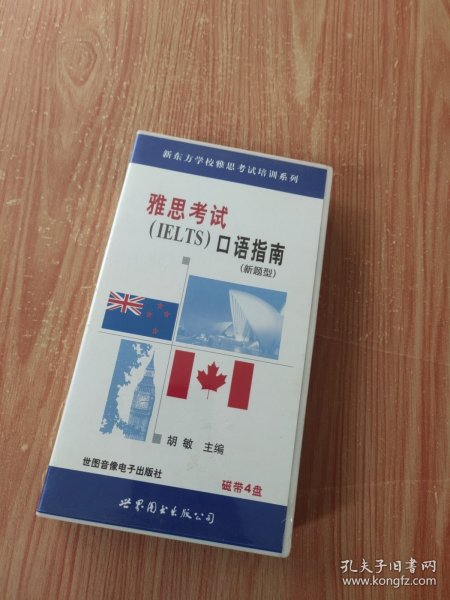 新东方学校雅思考试培训系列
雅思考试
(IELTS) 口语指南
(新题型)
胡 敏 主编
世图音像电子出版社
磁带4盘
世界图书出版公司
孔夫子旧书网
www.kongfz.com